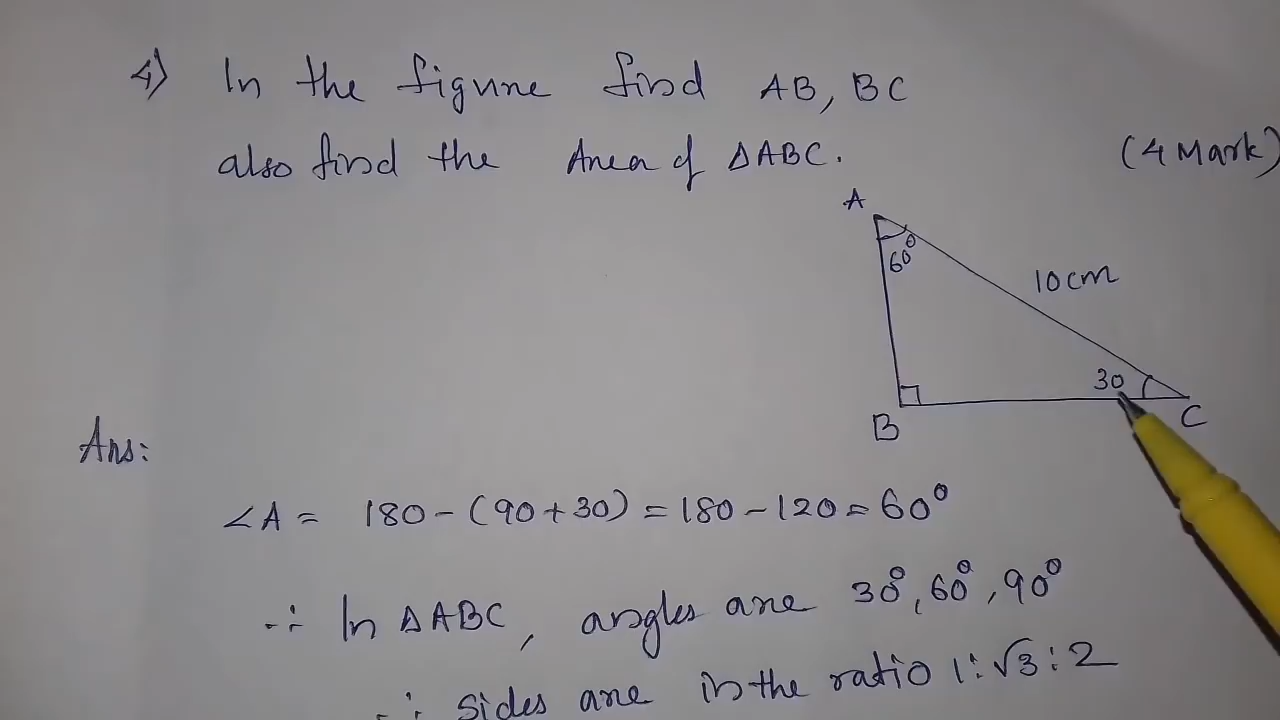 4) In the figure find AB, BC
also find the Area of ΔABC.
(4 Mark)
A
60°
10cm
30
B
C
Ans:
∠A = 180-(90+30) = 180-120 = 60°
∴ In ΔABC, angles are 30°, 60°, 90°
∴ sides are in the ratio 1:√3:2